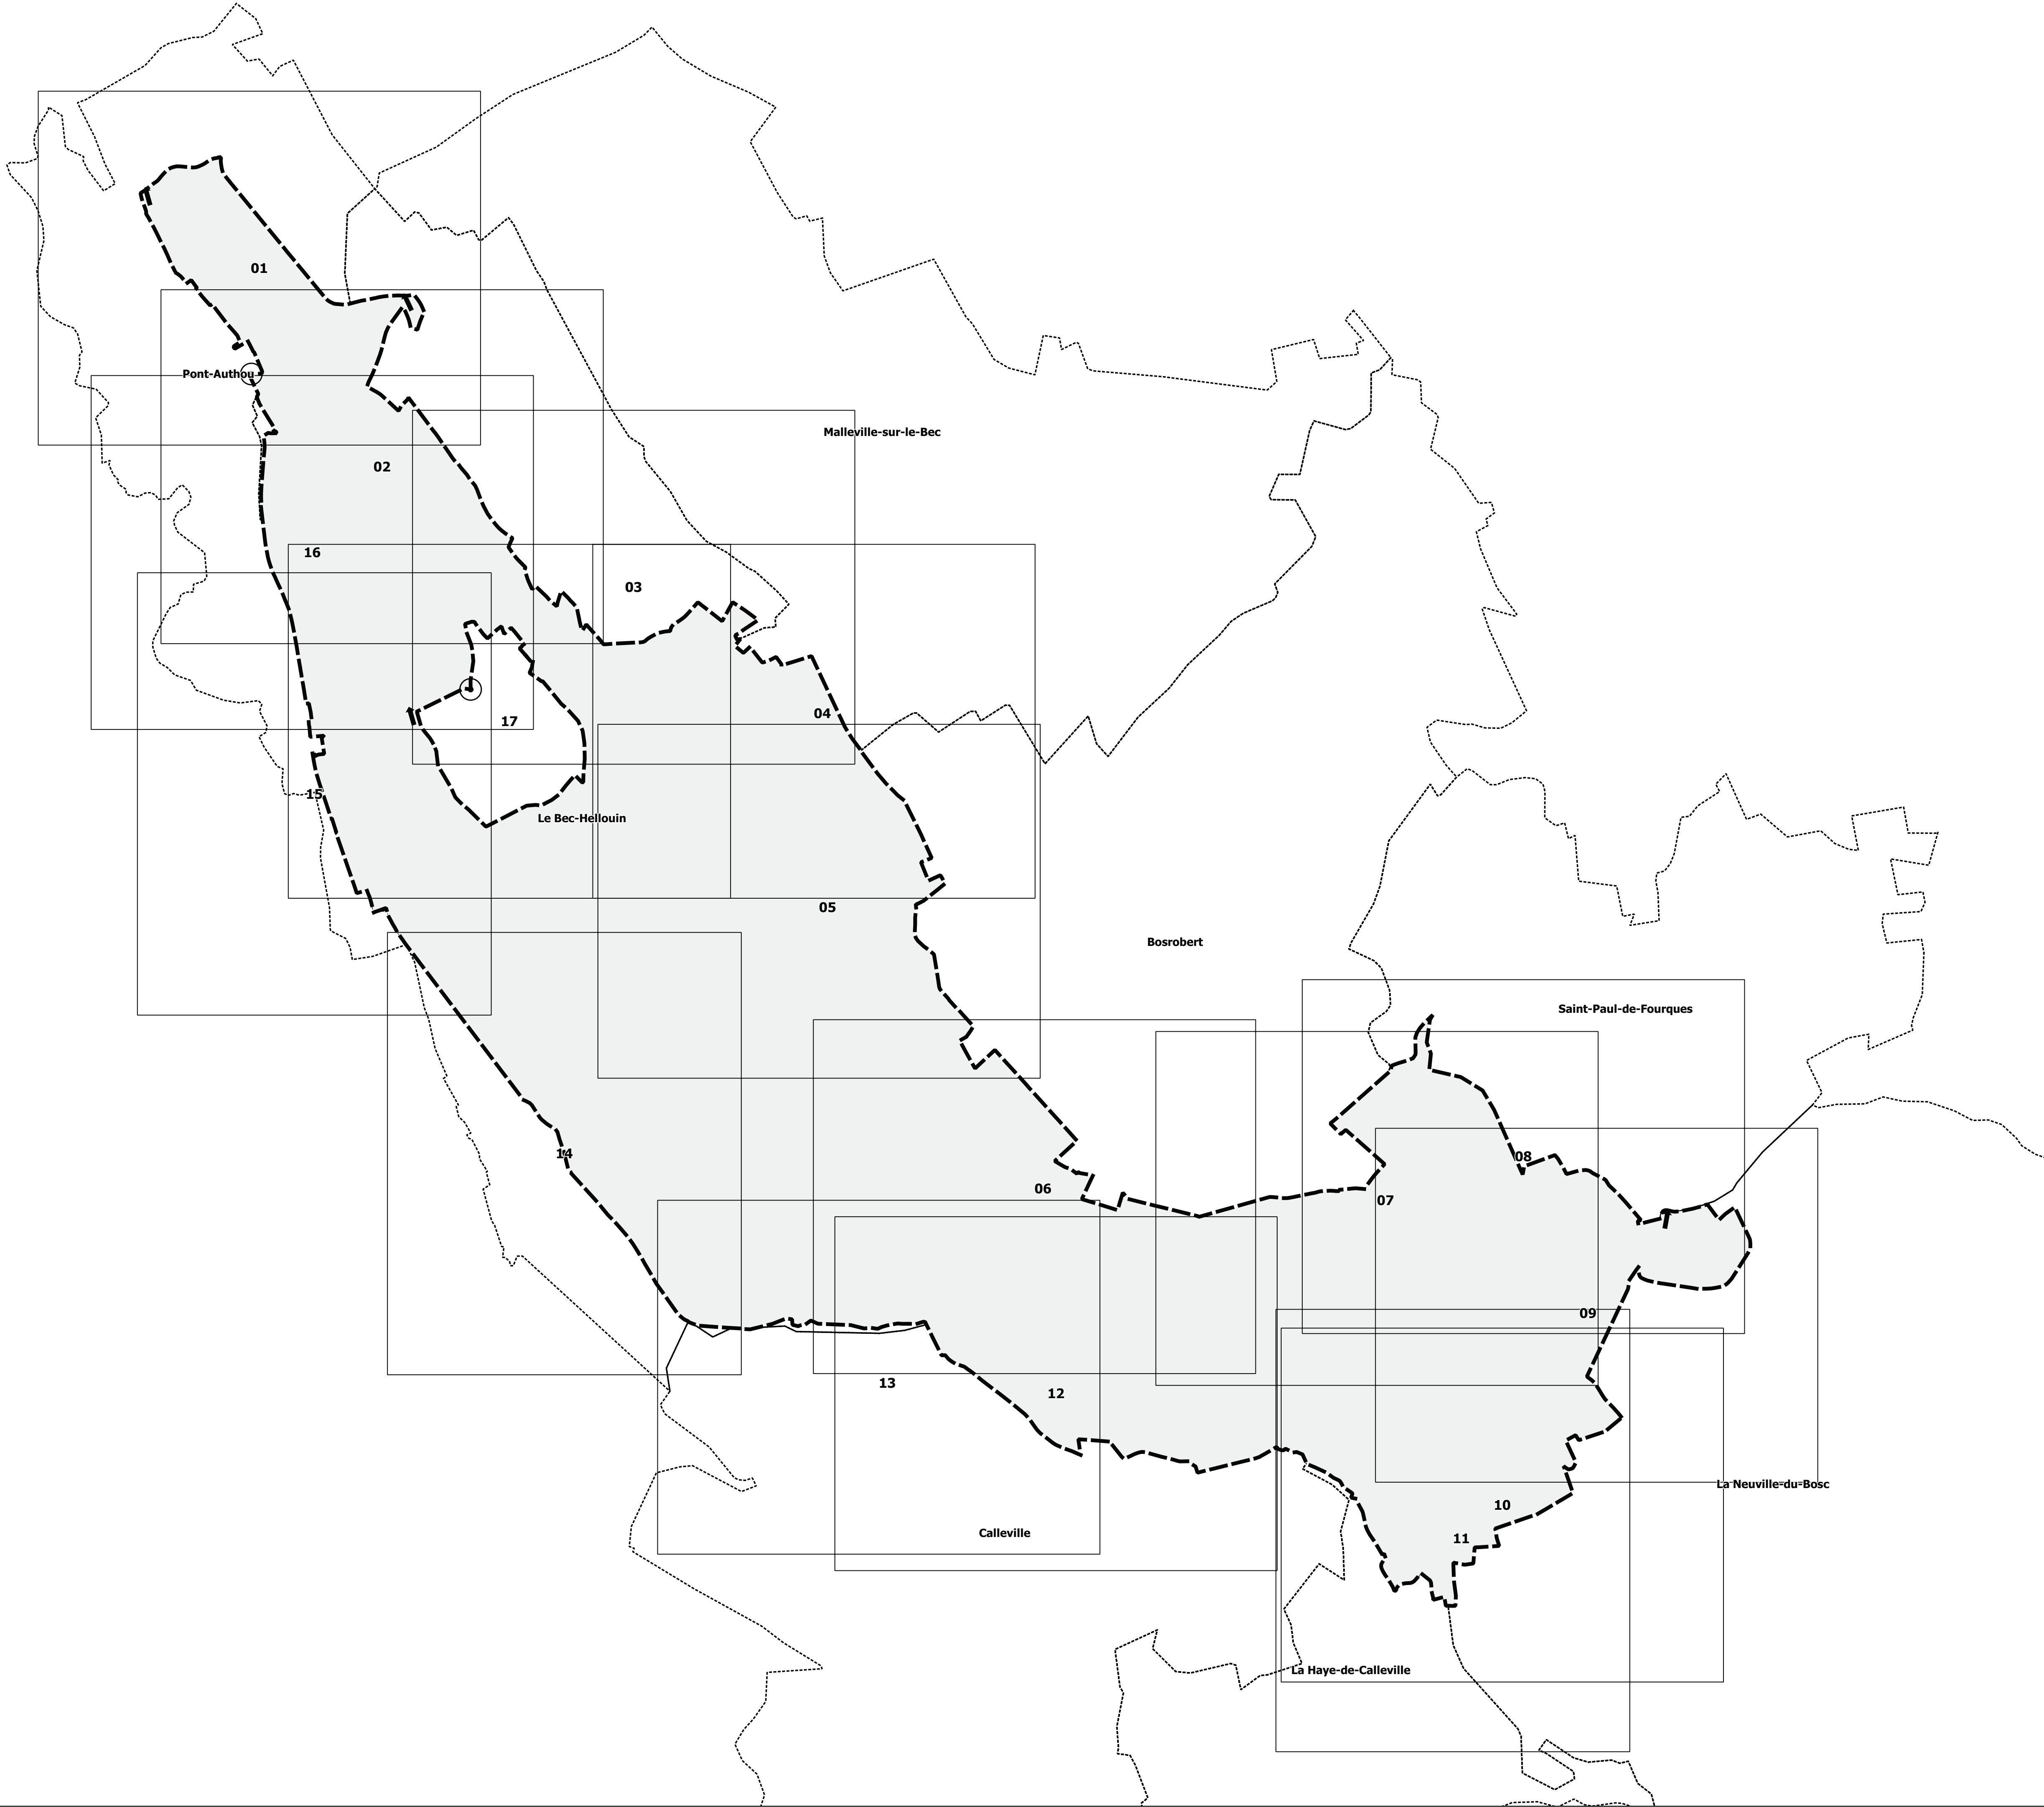 01
Pont-Authou
Malleville-sur-le-Bec
02
16
03
04
17
15
Le Bec-Hellouin
05
Bosrobert
Saint-Paul-de-Fourques
14
08
06
07
09
13
12
La Neuville-du-Bosc
10
Calleville
11
La Haye-de-Calleville